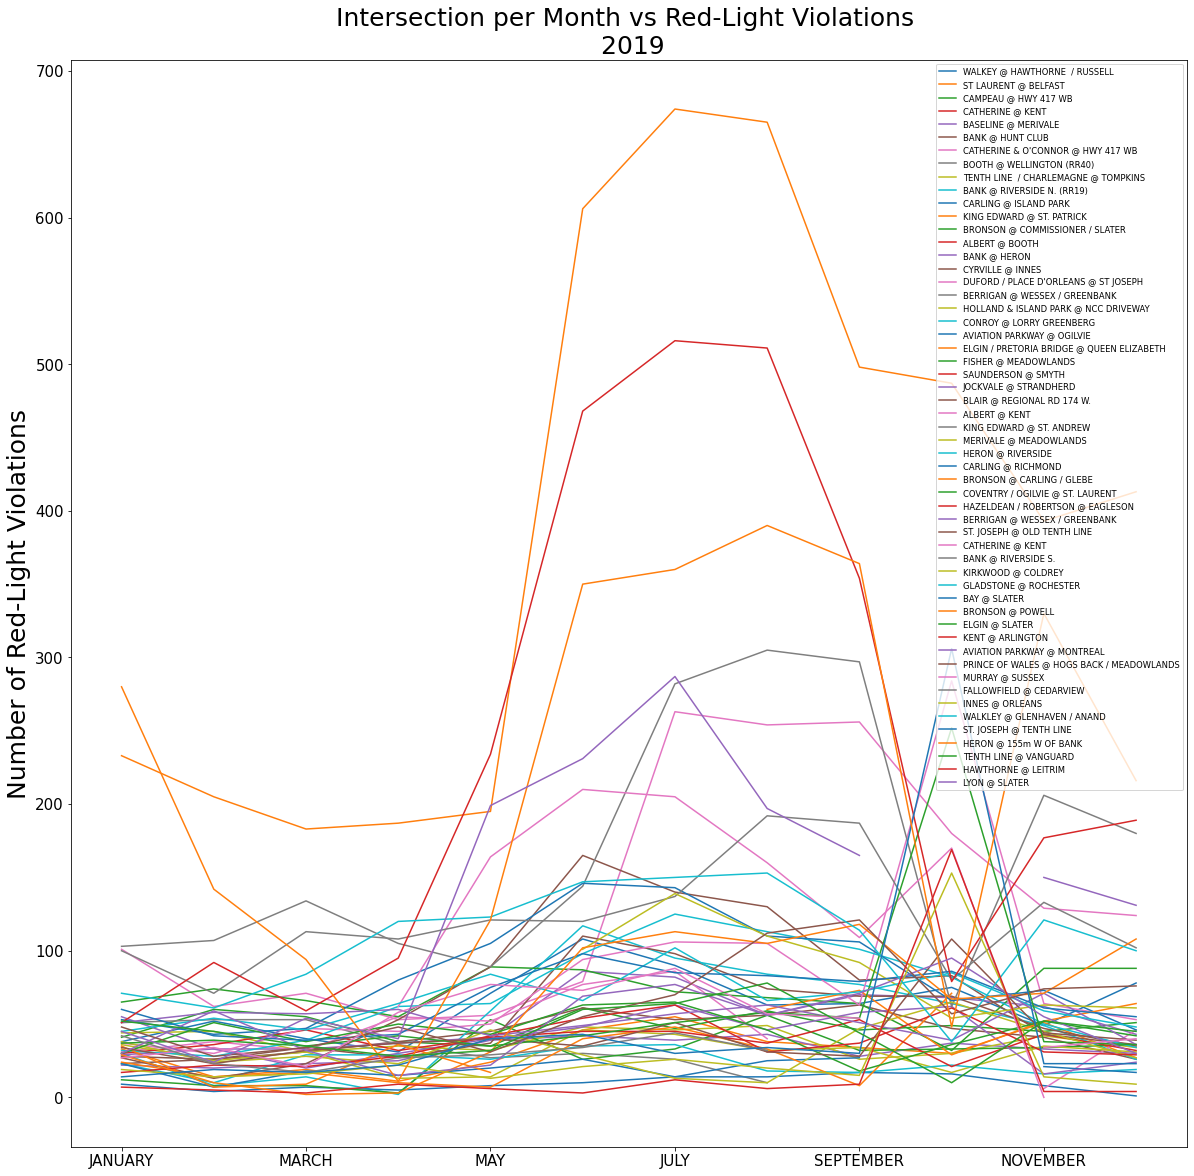 Intersection per Month vs Red-Light Violations
2019
Number of Red-Light Violations
700
600
500
400
300
200
100
0
JANUARY
MARCH
MAY
JULY
SEPTEMBER
NOVEMBER
WALKEY @ HAWTHORNE  / RUSSELL
ST LAURENT @ BELFAST
CAMPEAU @ HWY 417 WB
CATHERINE @ KENT
BASELINE @ MERIVALE
BANK @ HUNT CLUB
CATHERINE & O'CONNOR @ HWY 417 WB
BOOTH @ WELLINGTON (RR40)
TENTH LINE  / CHARLEMAGNE @ TOMPKINS
BANK @ RIVERSIDE N. (RR19)
CARLING @ ISLAND PARK
KING EDWARD @ ST. PATRICK
BRONSON @ COMMISSIONER / SLATER
ALBERT @ BOOTH
BANK @ HERON
CYRVILLE @ INNES
DUFORD / PLACE D'ORLEANS @ ST JOSEPH
BERRIGAN @ WESSEX / GREENBANK
HOLLAND & ISLAND PARK @ NCC DRIVEWAY
CONROY @ LORRY GREENBERG
AVIATION PARKWAY @ OGILVIE
ELGIN / PRETORIA BRIDGE @ QUEEN ELIZABETH
FISHER @ MEADOWLANDS
SAUNDERSON @ SMYTH
JOCKVALE @ STRANDHERD
BLAIR @ REGIONAL RD 174 W.
ALBERT @ KENT
KING EDWARD @ ST. ANDREW
MERIVALE @ MEADOWLANDS
HERON @ RIVERSIDE
CARLING @ RICHMOND
BRONSON @ CARLING / GLEBE
COVENTRY / OGILVIE @ ST. LAURENT
HAZELDEAN / ROBERTSON @ EAGLESON
BERRIGAN @ WESSEX / GREENBANK
ST. JOSEPH @ OLD TENTH LINE
CATHERINE @ KENT
BANK @ RIVERSIDE S.
KIRKWOOD @ COLDREY
GLADSTONE @ ROCHESTER
BAY @ SLATER
BRONSON @ POWELL
ELGIN @ SLATER
KENT @ ARLINGTON
AVIATION PARKWAY @ MONTREAL
PRINCE OF WALES @ HOGS BACK / MEADOWLANDS
MURRAY @ SUSSEX
FALLOWFIELD @ CEDARVIEW
INNES @ ORLEANS
WALKLEY @ GLENHAVEN / ANAND
ST. JOSEPH @ TENTH LINE
HERON @ 155m W OF BANK
TENTH LINE @ VANGUARD
HAWTHORNE @ LEITRIM
LYON @ SLATER